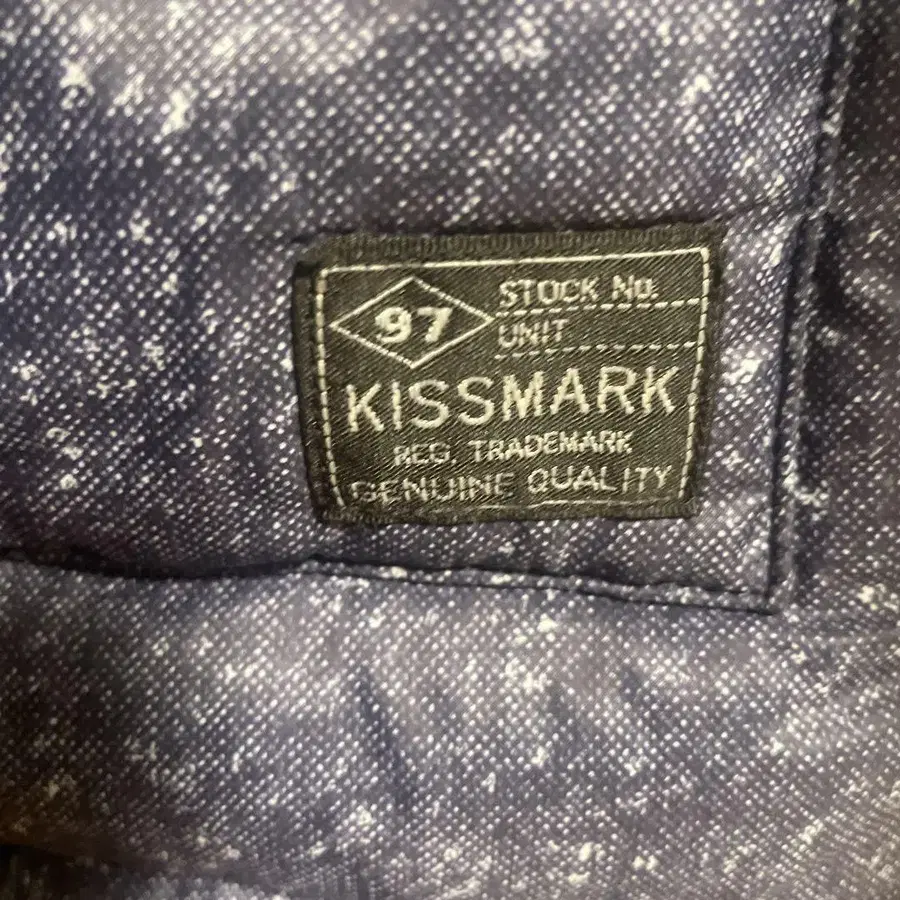 97
STOCK No.
UNIT
KISSMARK
REG. TRADEMARK
GENUINE QUALITY